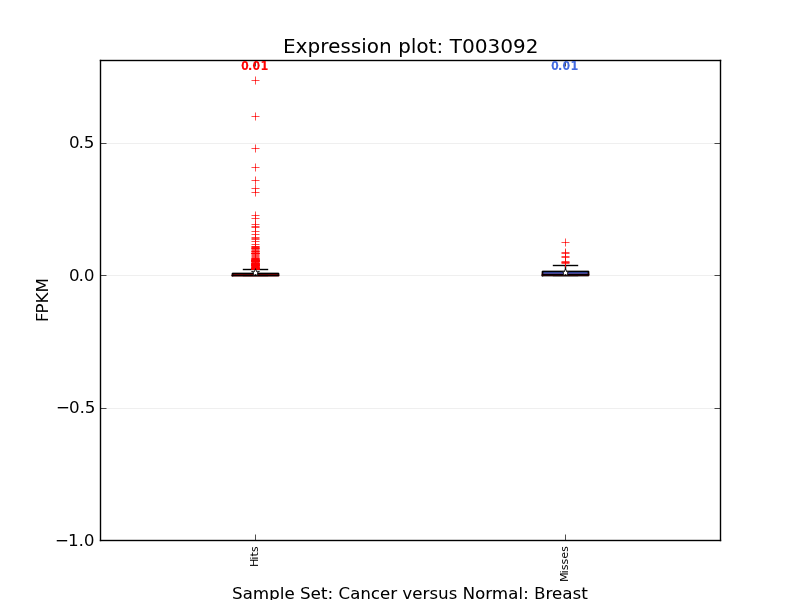 Expression plot: T003092
0.01 0.01
0.5
0.0
−0.5
−1.0
FPKM
Hits
Misses
Sample Set: Cancer versus Normal: Breast